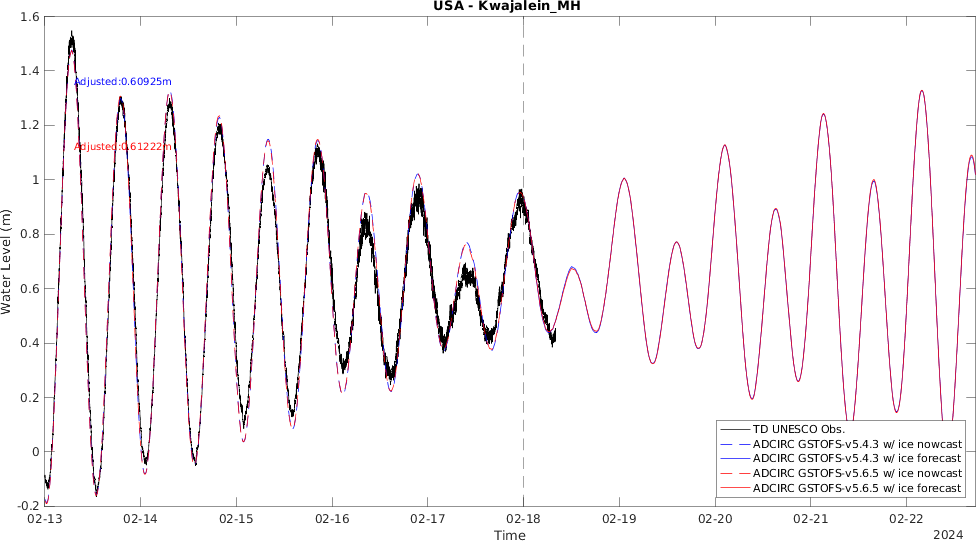 USA - Kwajalein_MH
1.6
1.4
1.2
1
0.8
0.6
0.4
0.2
0
-0.2
Water Level (m)
Adjusted:0.60925m
Adjusted:0.61222m
TD UNESCO Obs.
ADCIRC GSTOFS-v5.4.3 w/ ice nowcast
ADCIRC GSTOFS-v5.4.3 w/ ice forecast
ADCIRC GSTOFS-v5.6.5 w/ ice nowcast
ADCIRC GSTOFS-v5.6.5 w/ ice forecast
02-13 02-14 02-15 02-16 02-17 02-18 02-19 02-20 02-21 02-22
Time
2024